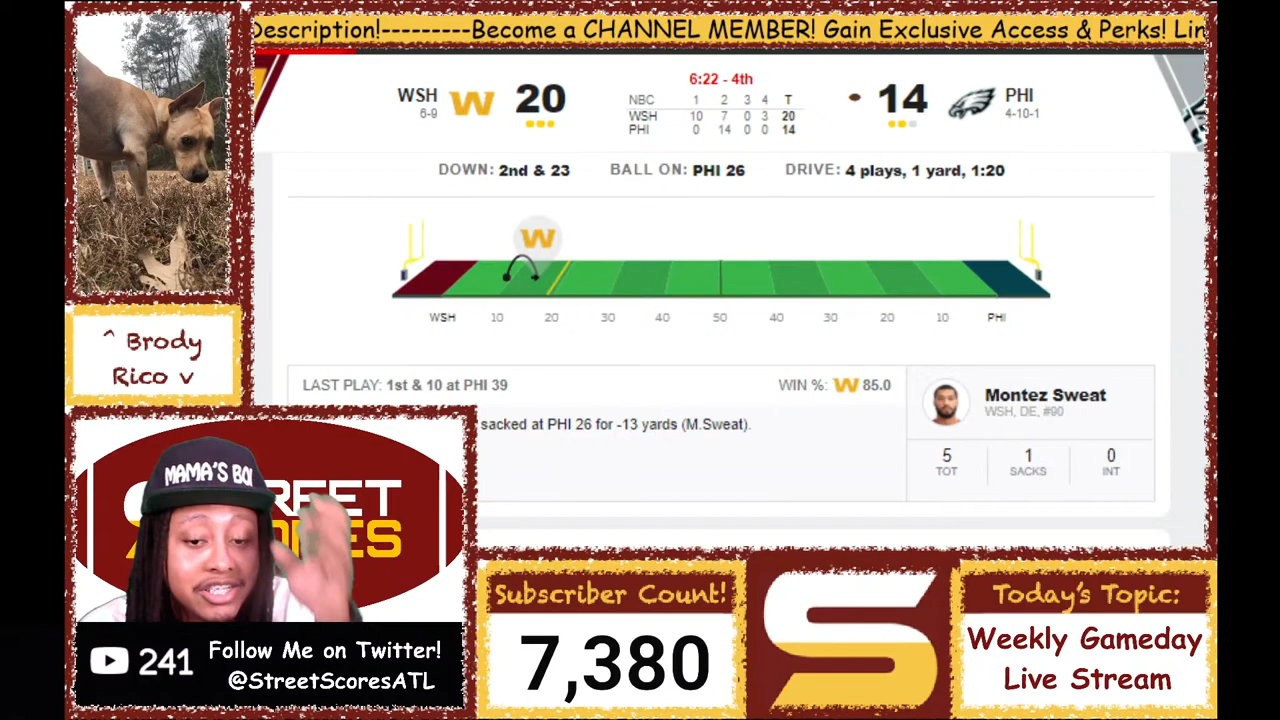 Description!---------Become a CHANNEL MEMBER! Gain Exclusive Access & Perks!
WSH
6-9
20
6:22 - 4th
NBC 1 2 3 4 T
WSH 10 7 0 3 20
PHI 0 14 0 0 14
14
PHI
4-10-1
DOWN: 2nd & 23 BALL ON: PHI 26 DRIVE: 4 plays, 1 yard, 1:20
W
WSH 10 20 30 40 50 40 30 20 10 PHI
LAST PLAY: 1st & 10 at PHI 39 WIN %: W 85.0
sacked at PHI 26 for -13 yards (M.Sweat).
Montez Sweat
WSH, DE, #90
5 1 0
TOT SACKS INT
^ Brody
Rico v
MAMA'S BOY
STREET
241
Follow Me on Twitter!
@StreetScoresATL
Subscriber Count!
7,380
S
Today's Topic:
Weekly Gameday
Live Stream